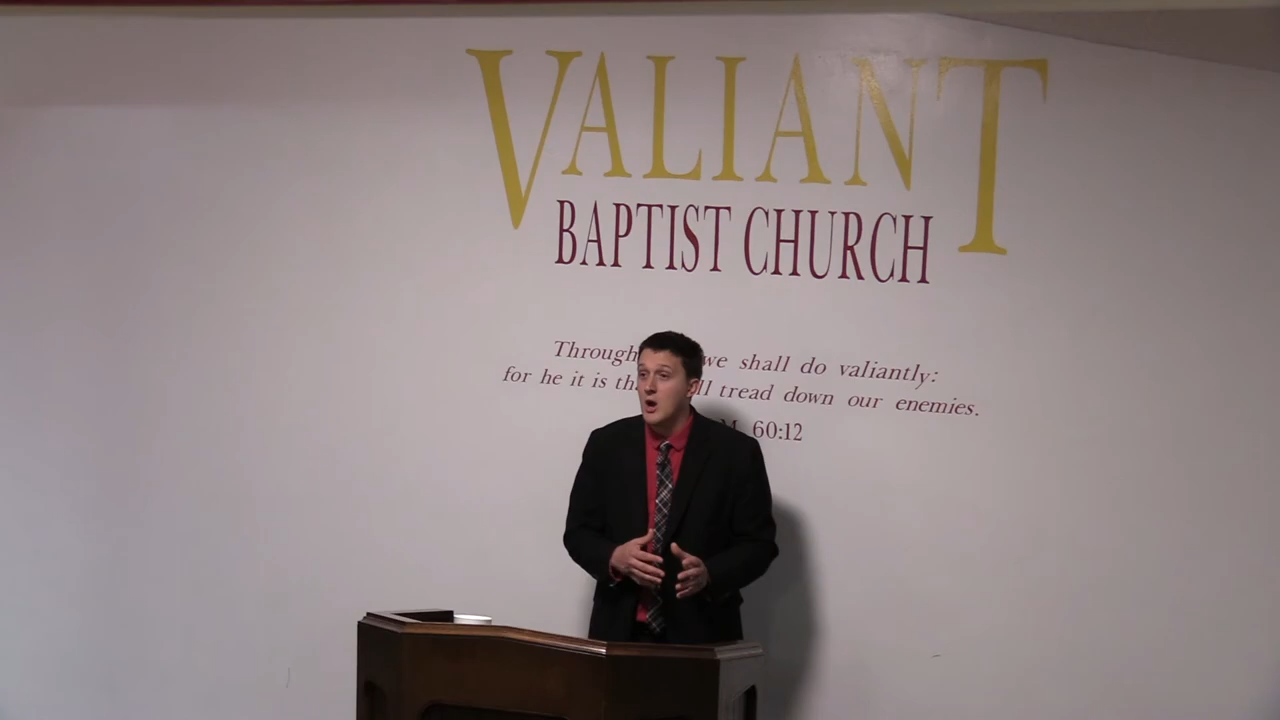 VALIANT
BAPTIST CHURCH
Through we shall do valiantly:
for he it is tread down our enemies.
60:12